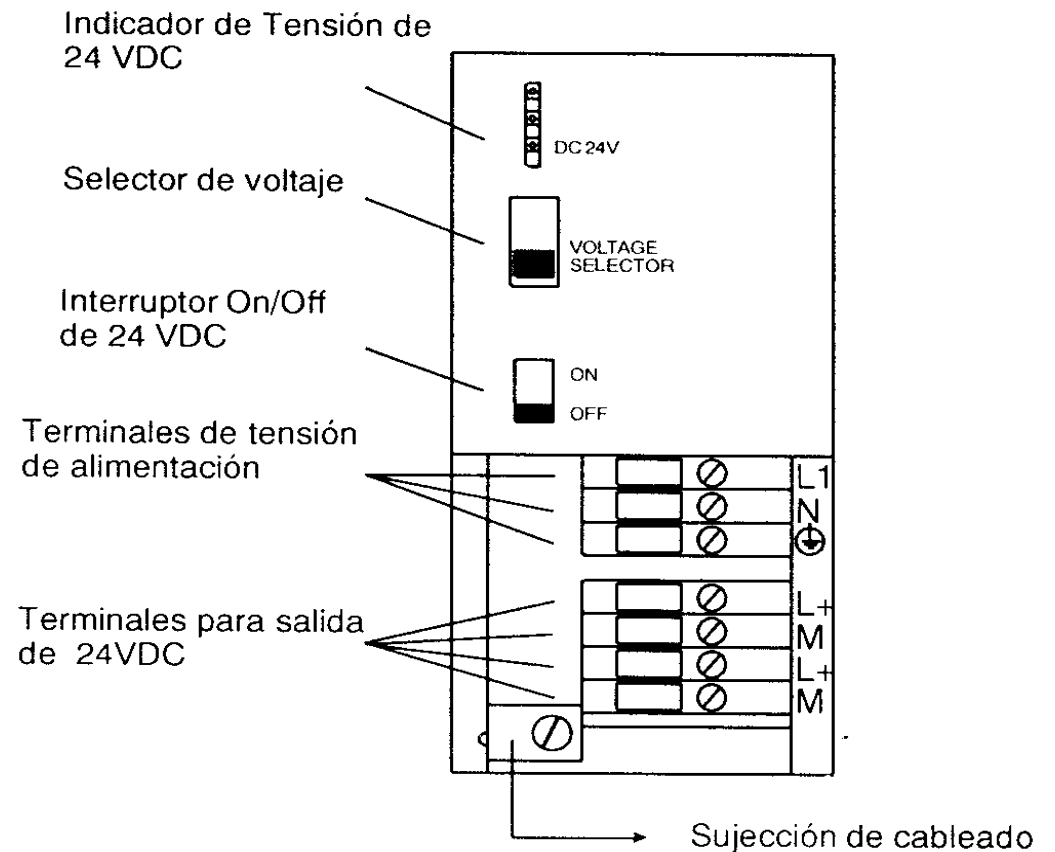 Indicador de Tensión de
24 VDC
DC 24V
Selector de voltaje
VOLTAGE
SELECTOR
Interruptor On/Off
de 24 VDC
ON
OFF
Terminales de tensión
de alimentación
L1
N
Terminales para salida
de 24VDC
L+
M
L+
M
Sujección de cableado